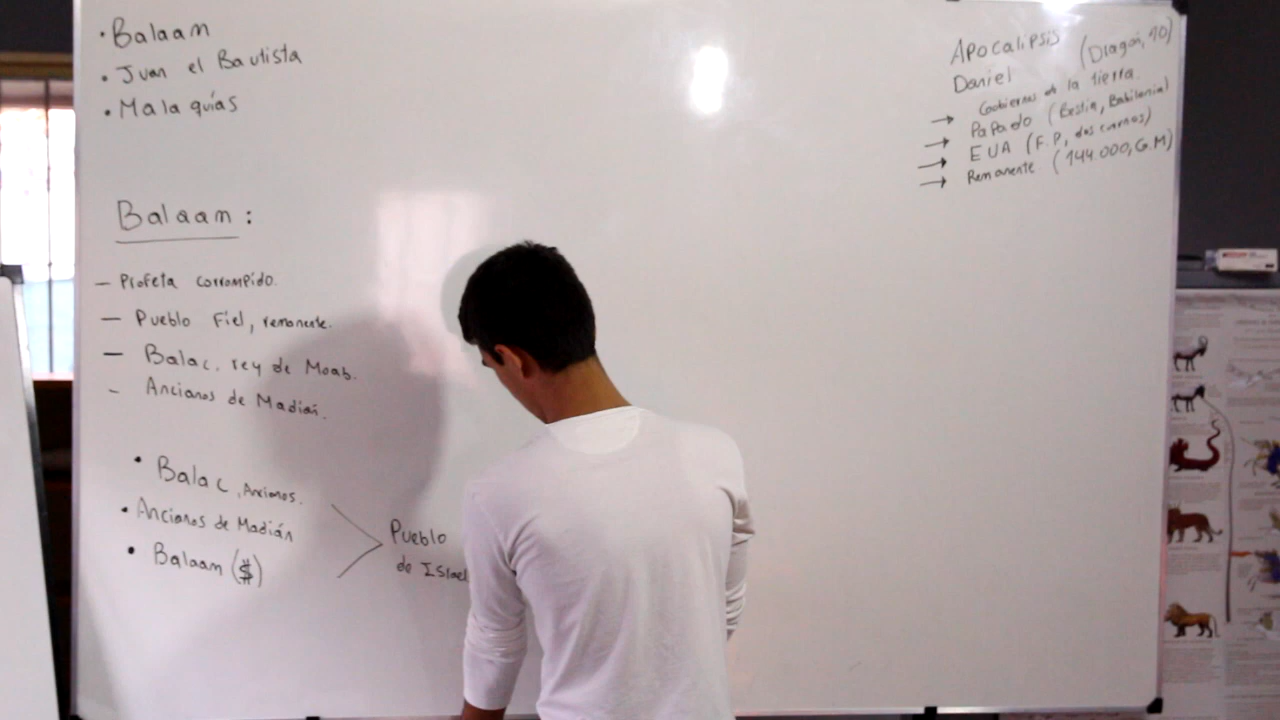 • Balaam
• Juan el Bautista
• Malaquías
Balaam:
– Profeta corrompido.
– Pueblo Fiel, remanente.
– Balac, rey de Moab.
– Ancianos de Madián.
• Balac, Ancianos.
• Ancianos de Madián
• Balaam ($)
Pueblo
de Israel
Apocalipsis
Daniel (Dragón, 10)
→ Gobiernos de la tierra.
→ Papado (Bestia, Babilonia)
→ EUA (F.P, dos cuernos)
→ Remanente (144.000, G.M)